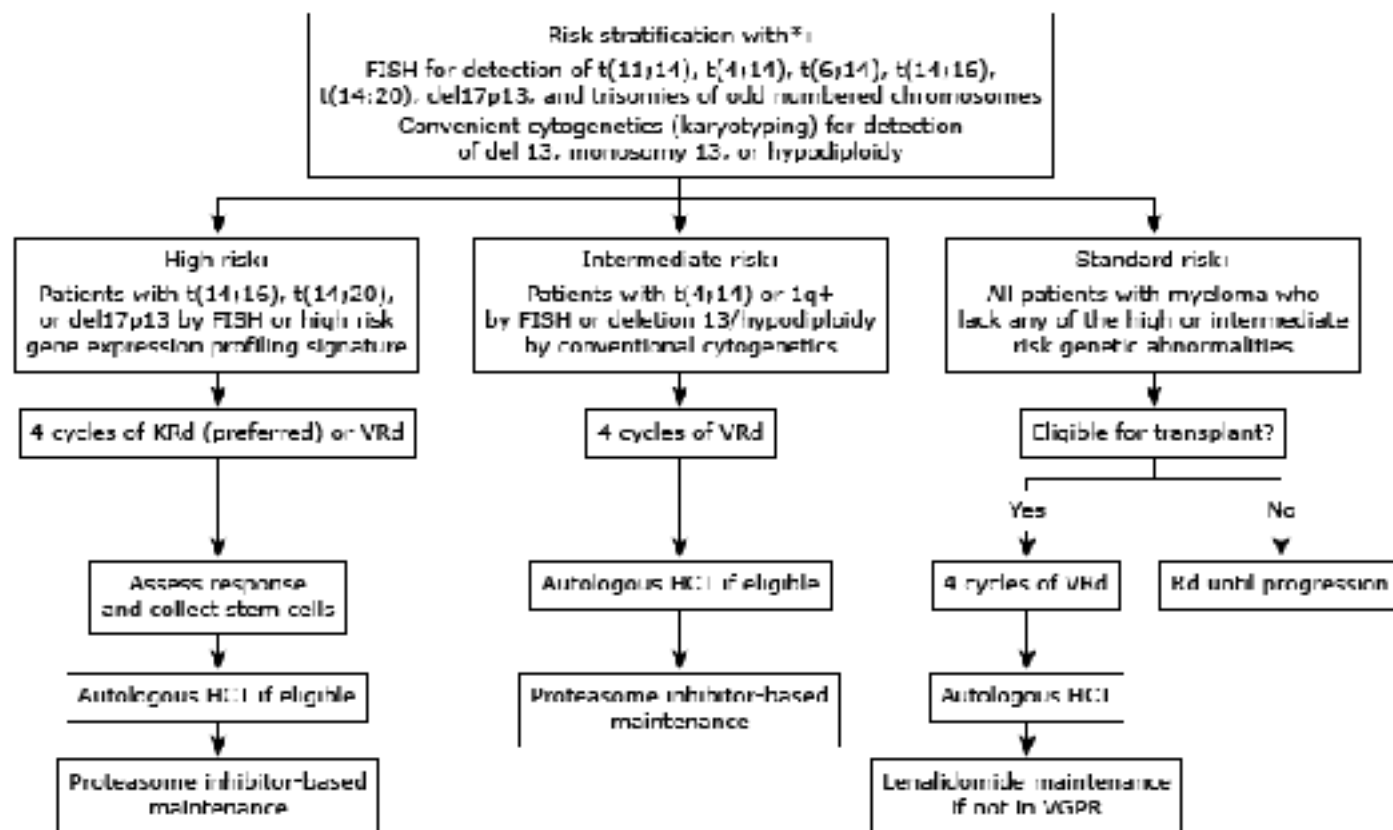 Risk stratification with*:
FISH for detection of t(11;14), t(4;14), t(6;14), t(14;16),
t(14;20), del17p13, and trisomies of odd numbered chromosomes
Convenient cytogenetics (karyotyping) for detection
of del 13, monosomy 13, or hypodiploidy
High risk:
Patients with t(14;16), t(14;20),
or del17p13 by FISH or high risk
gene expression profiling signature
Intermediate risk:
Patients with t(4;14) or 1q+
by FISH or deletion 13/hypodiploidy
by conventional cytogenetics
Standard risk:
All patients with myeloma who
lack any of the high or intermediate
risk genetic abnormalities
4 cycles of KRd (preferred) or VRd
4 cycles of VRd
Eligible for transplant?
Yes
No
Assess response
and collect stem cells
Autologous HCT if eligible
4 cycles of VRd
Rd until progression
Autologous HCT if eligible
Proteasome inhibitor-based
maintenance
Autologous HCT
Proteasome inhibitor-based
maintenance
Lenalidomide maintenance
if not in VGPR